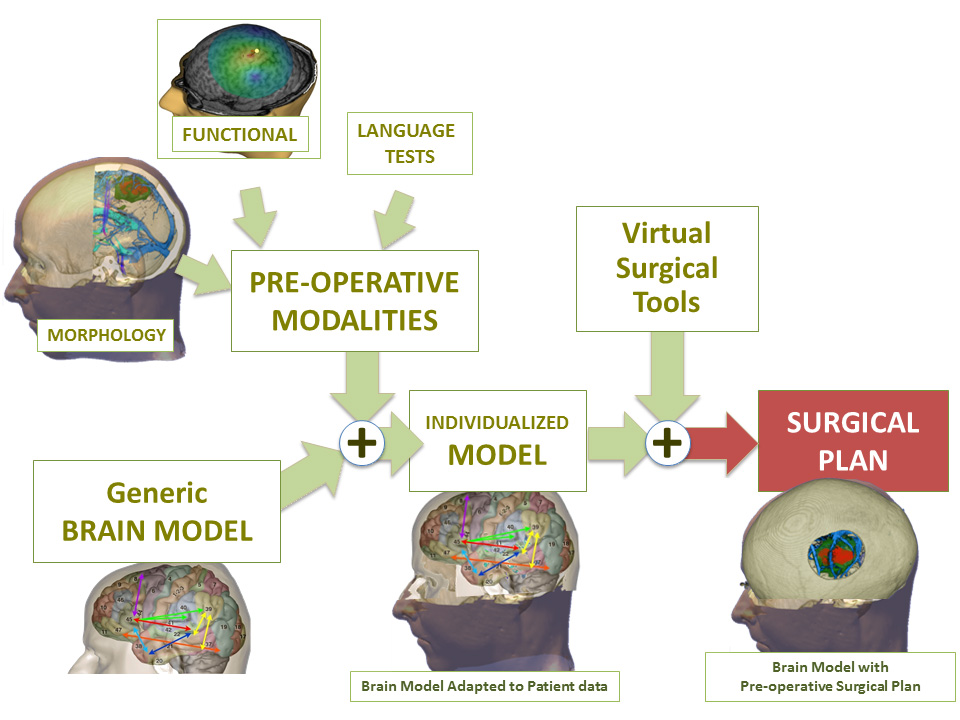 FUNCTIONAL
LANGUAGE
TESTS
MORPHOLOGY
PRE-OPERATIVE
MODALITIES
Virtual
Surgical
Tools
+
INDIVIDUALIZED
MODEL
+
SURGICAL
PLAN
Generic
BRAIN MODEL
Brain Model Adapted to Patient data
Brain Model with
Pre-operative Surgical Plan